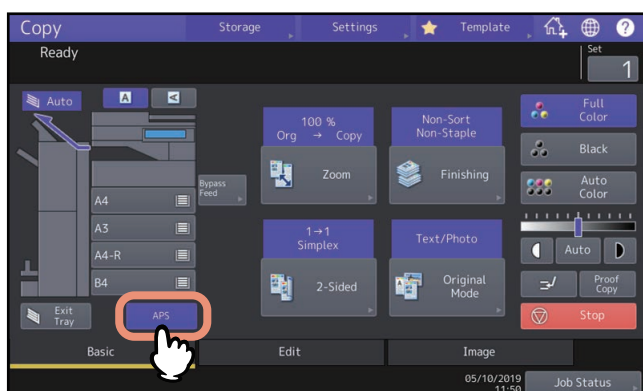 Copy
Storage
Settings
Template
?
Ready
Set
1
Auto
A
A
100 %
Org → Copy
Zoom
Non-Sort
Non-Staple
Finishing
Full
Color
Black
Auto
Color
Bypass
Feed
A4
A3
A4-R
B4
1→1
Simplex
2-Sided
Text/Photo
Original
Mode
Auto
Proof
Copy
Exit
Tray
APS
Stop
Basic
Edit
Image
05/10/2019
11:50
Job Status